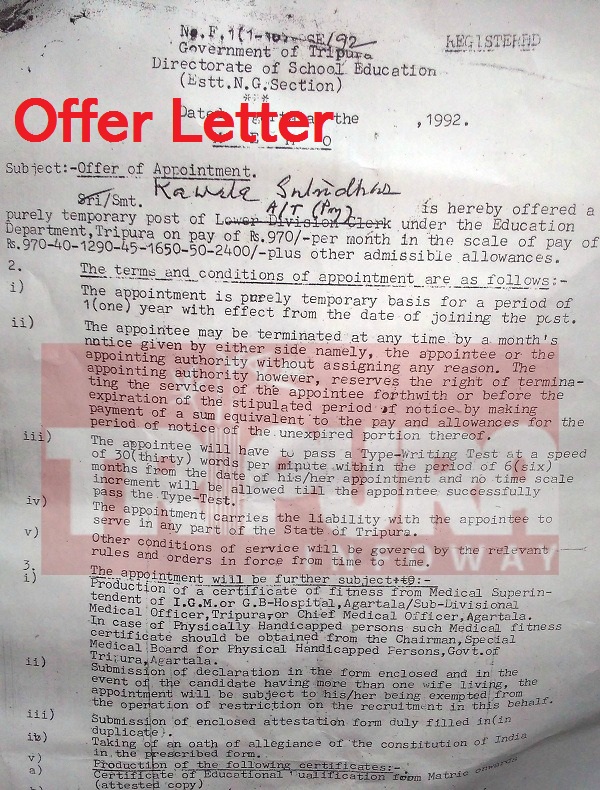 No.F.1(1- SE/92
REGISTERED
Government of Tripura
Directorate of School Education
(Estt.N.G.Section)
***
Offer Letter
Dated, the ,1992.
M E M O
Subject:-Offer of Appointment.
Sri/Smt.
A/T (Pry)
is hereby offered a
purely temporary post of Lower Division Clerk under the Education
Department,Tripura on pay of Rs.970/-per month in the scale of pay of
Rs.970-40-1290-45-1650-50-2400/-plus other admissible allowances.
2. The terms and conditions of appointment are as follows:-
i) The appointment is purely temporary basis for a period of
1(one) year with effect from the date of joining the post.
ii) The appointee may be terminated at any time by a month's
notice given by either side namely, the appointee or the
appointing authority without assigning any reason. The
appointing authority however, reserves the right of termina-
ting the services of the appointee forthwith or before the
expiration of the stipulated period of notice by making
payment of a sum equivalent to the pay and allowances for the
period of notice of the unexpired portion thereof.
iii) The appointee will have to pass a Type-Writing Test at a speed
of 30(thirty) words per minute within the period of 6(six)
months from the date of his/her appointment and no time scale
increment will be allowed till the appointee successfully
pass the Type-Test.
iv) The appointment carries the liability with the appointee to
serve in any part of the State of Tripura.
v) Other conditions of service will be govered by the relevant
rules and orders in force from time to time.
TRIPURA
INFOWAY
3. The appointment will be further subject to:-
i) Production of a certificate of fitness from Medical Superin-
tendent of I.G.M.or G.B-Hospital,Agartala/Sub-Divisional
Medical Officer,Tripura,or Chief Medical Officer,Agartala.
In case of Physically Handicapped persons such Medical fitness
certificate should be obtained from the Chairman,Special
Medical Board for Physical Handicapped Persons,Govt.of
Tripura,Agartala.
ii) Submission of declaration in the form enclosed and in the
event of the candidate having more than one wife living, the
appointment will be subject to his/her being exempted from
the operation of restriction on the recruitment in this behalf.
iii) Submission of enclosed attestation form duly filled in(in
duplicate).
iv) Taking of an oath of allegiance of the constitution of India
in the prescribed form.
v) Production of the following certificates:-
a) Certificate of Educational Qualification from Matric onwards
(attested copy)